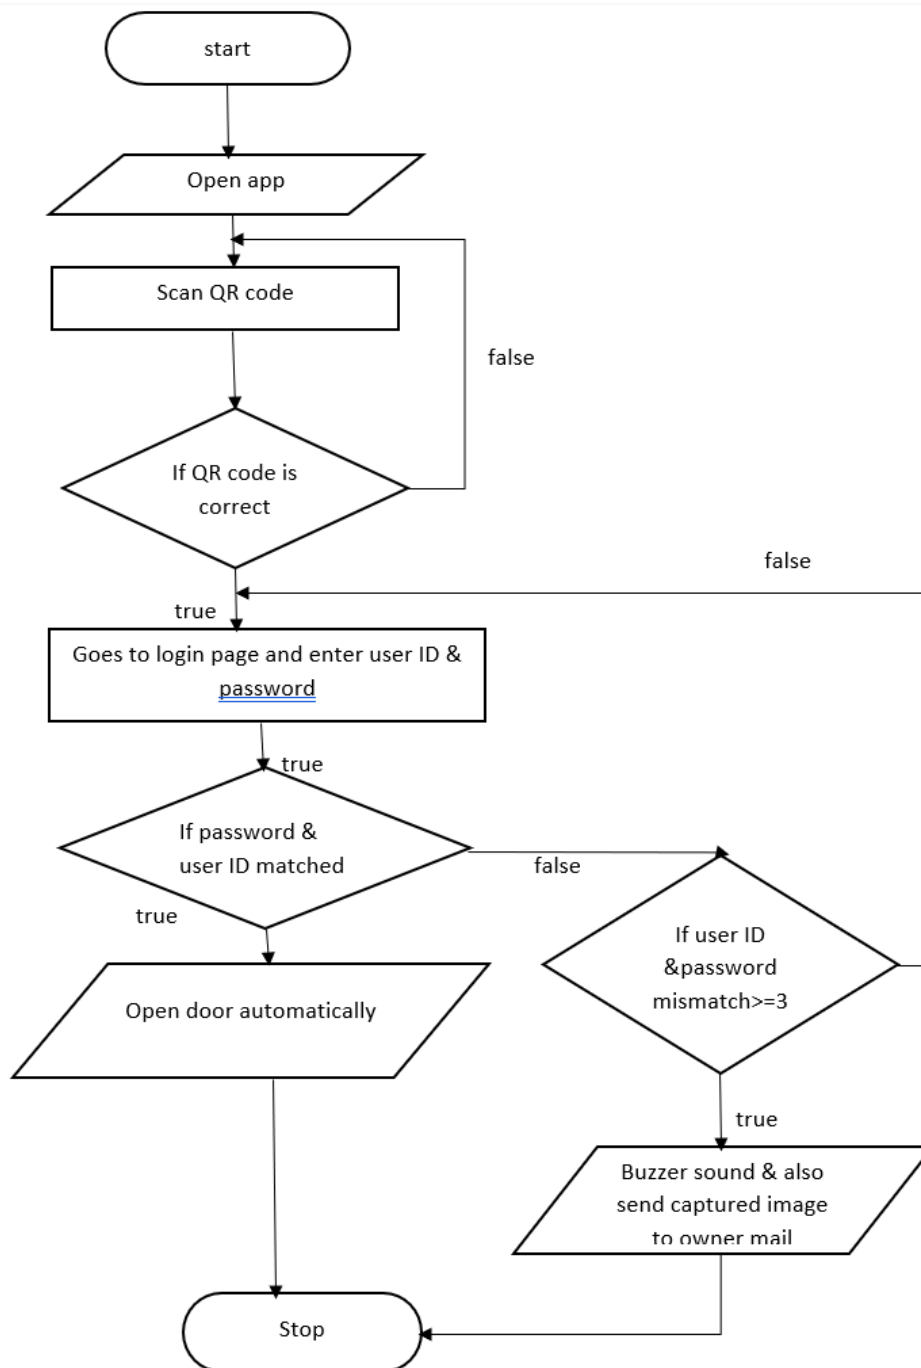 start
Open app
Scan QR code
false
If QR code is
correct
false
true
Goes to login page and enter user ID &
password
true
If password &
user ID matched
false
true
If user ID
&password
mismatch>=3
Open door automatically
true
Buzzer sound & also
send captured image
to owner mail
Stop